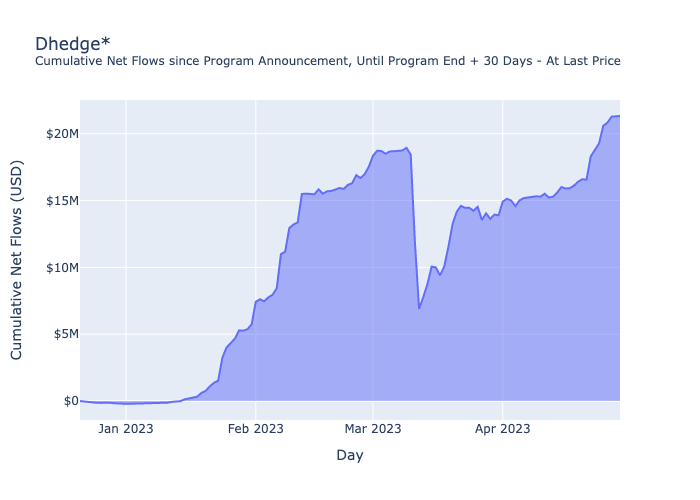 Dhedge*
Cumulative Net Flows since Program Announcement, Until Program End + 30 Days - At Last Price
Cumulative Net Flows (USD)
$20M
$15M
$10M
$5M
$0
Jan 2023
Feb 2023
Mar 2023
Apr 2023
Day